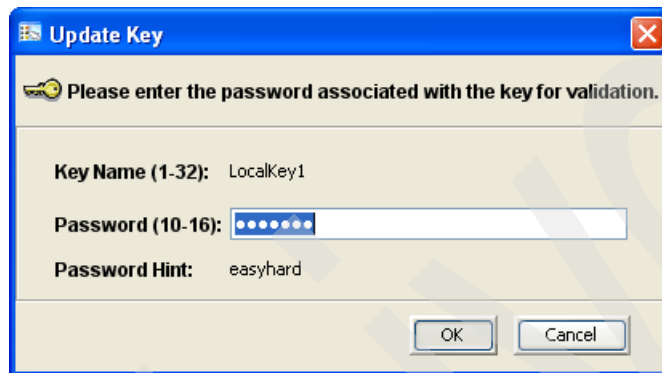 Update Key
Please enter the password associated with the key for validation.
Key Name (1-32): LocalKey1
Password (10-16): •••••••
Password Hint: easyhard
OK Cancel